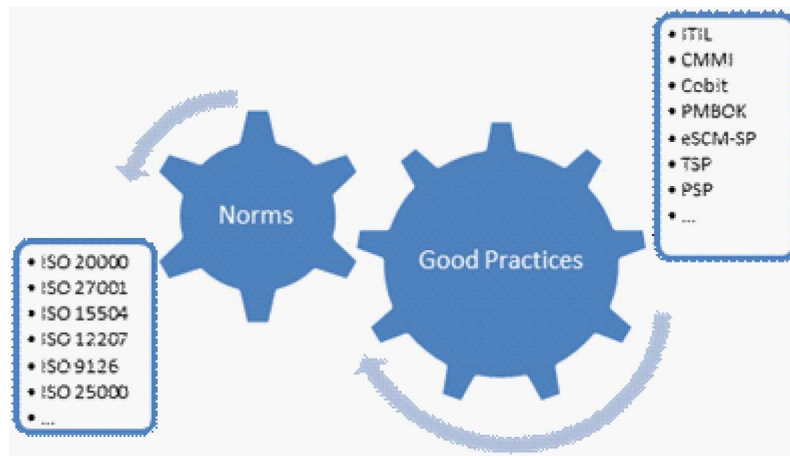 Norms
• ISO 20000
• ISO 27001
• ISO 15504
• ISO 12207
• ISO 9126
• ISO 25000
• ...
Good Practices
• ITIL
• CMMI
• Cobit
• PMBOK
• eSCM-SP
• TSP
• PSP
• ...